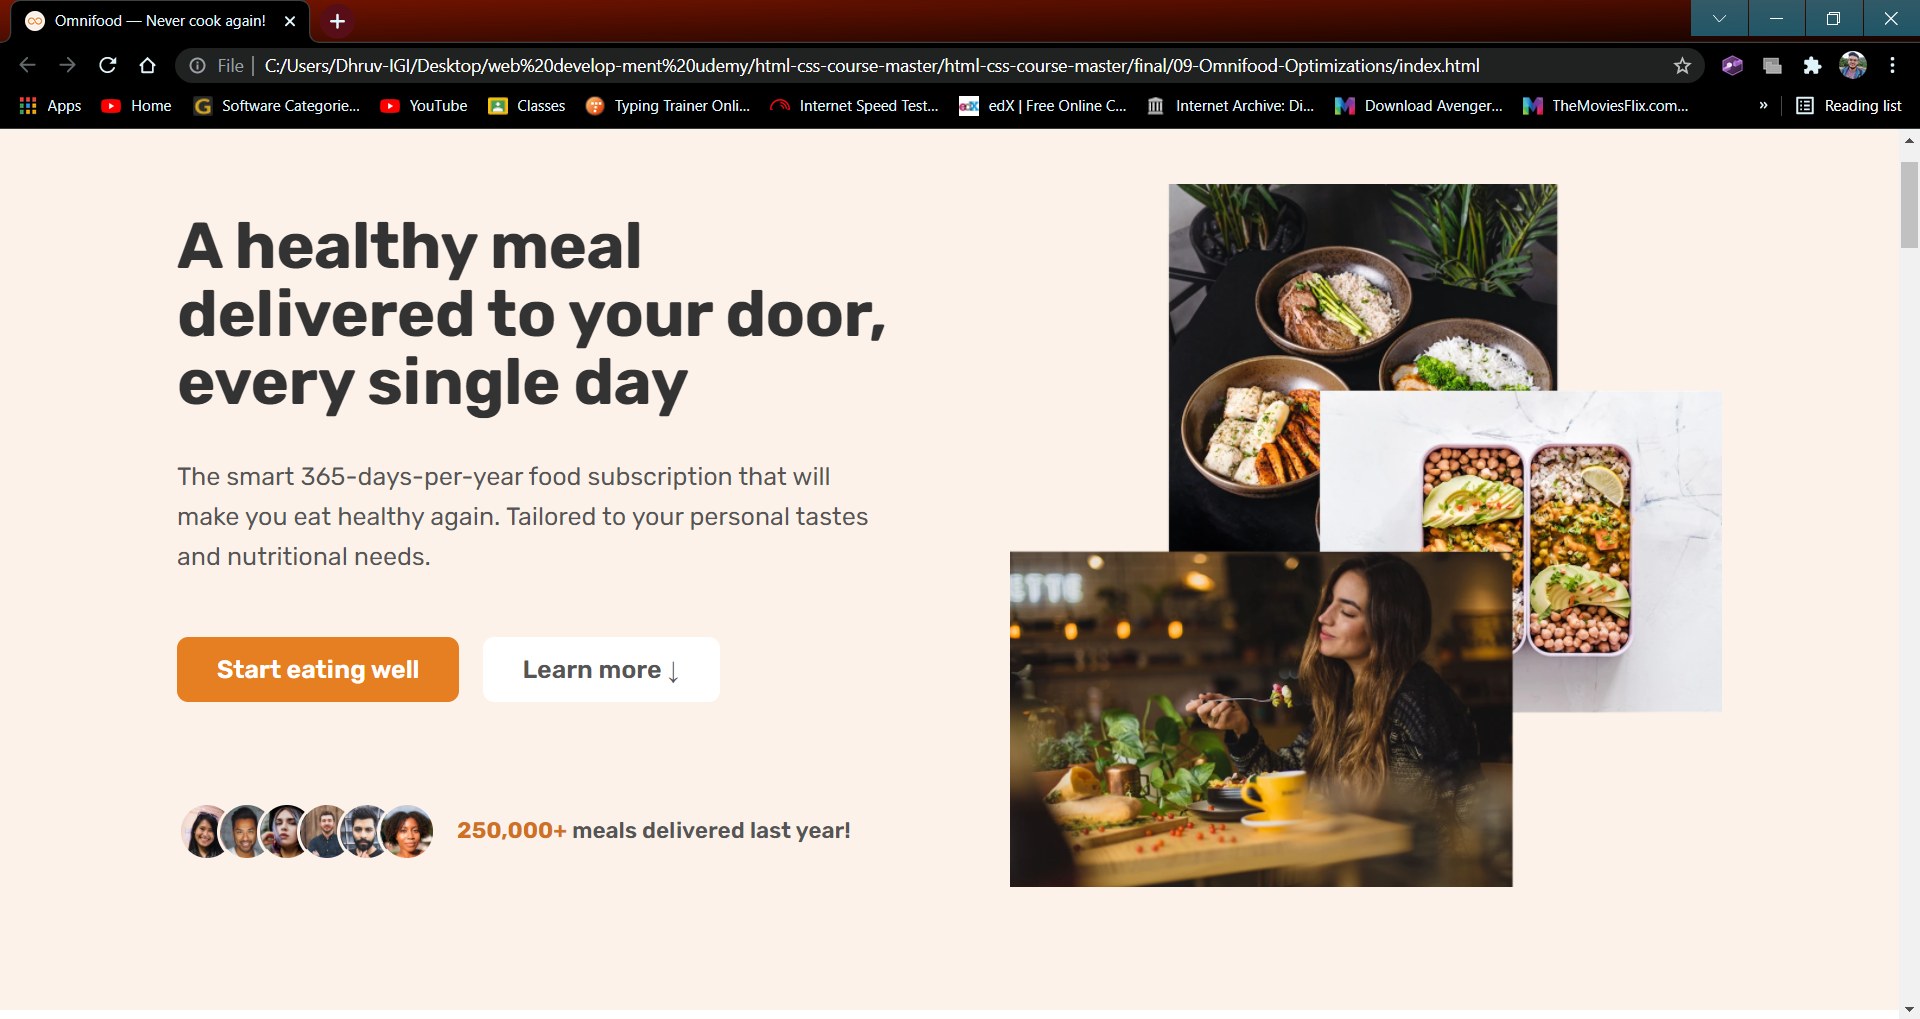 Omnifood — Never cook again!
File
C:/Users/Dhruv-IGI/Desktop/web%20develop-ment%20udemy/html-css-course-master/html-css-course-master/final/09-Omnifood-Optimizations/index.html
Apps
Home
Software Categorie...
YouTube
Classes
Typing Trainer Onli...
Internet Speed Test...
edX | Free Online C...
Internet Archive: Di...
Download Avenger...
TheMoviesFlix.com...
»
Reading list
A healthy meal
delivered to your door,
every single day
The smart 365-days-per-year food subscription that will
make you eat healthy again. Tailored to your personal tastes
and nutritional needs.
Start eating well
Learn more ↓
250,000+ meals delivered last year!
ETTE